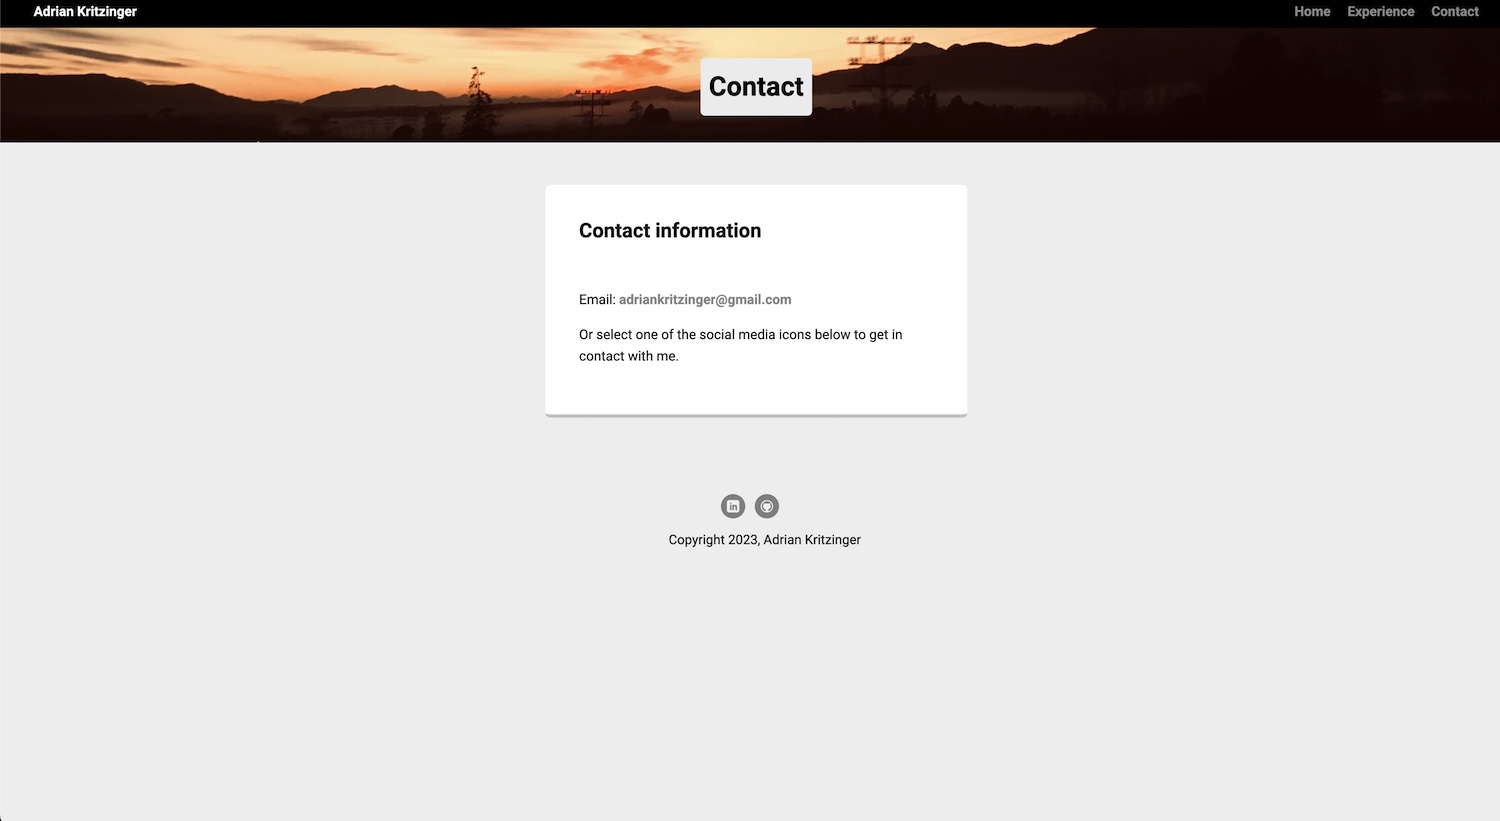 Adrian Kritzinger
Home Experience Contact
Contact
Contact information
Email: adriankritzinger@gmail.com
Or select one of the social media icons below to get in
contact with me.
in
Copyright 2023, Adrian Kritzinger